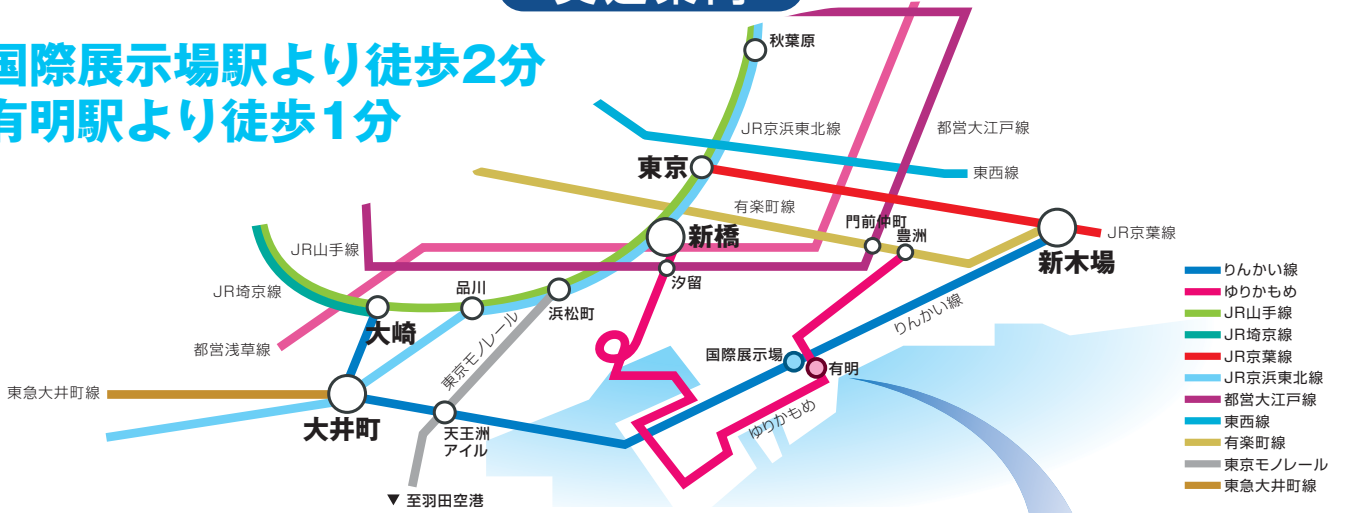 交通案内
国際展示場駅より徒歩2分
有明駅より徒歩1分
秋葉原
JR京浜東北線
都営大江戸線
東京
東西線
有楽町線
門前仲町
豊洲
JR京葉線
新橋
新木場
JR山手線
汐留
JR埼京線
品川
浜松町
大崎
都営浅草線
東京モノレール
りんかい線
国際展示場
有明
東急大井町線
大井町
天王洲
アイル
ゆりかもめ
▼ 至羽田空港
りんかい線
ゆりかもめ
JR山手線
JR埼京線
JR京葉線
JR京浜東北線
都営大江戸線
東西線
有楽町線
東京モノレール
東急大井町線